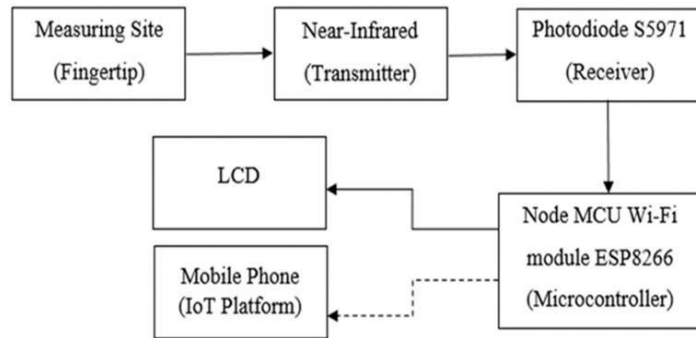 Measuring Site
(Fingertip)
Near-Infrared
(Transmitter)
Photodiode S5971
(Receiver)
LCD
Node MCU Wi-Fi
module ESP8266
(Microcontroller)
Mobile Phone
(IoT Platform)